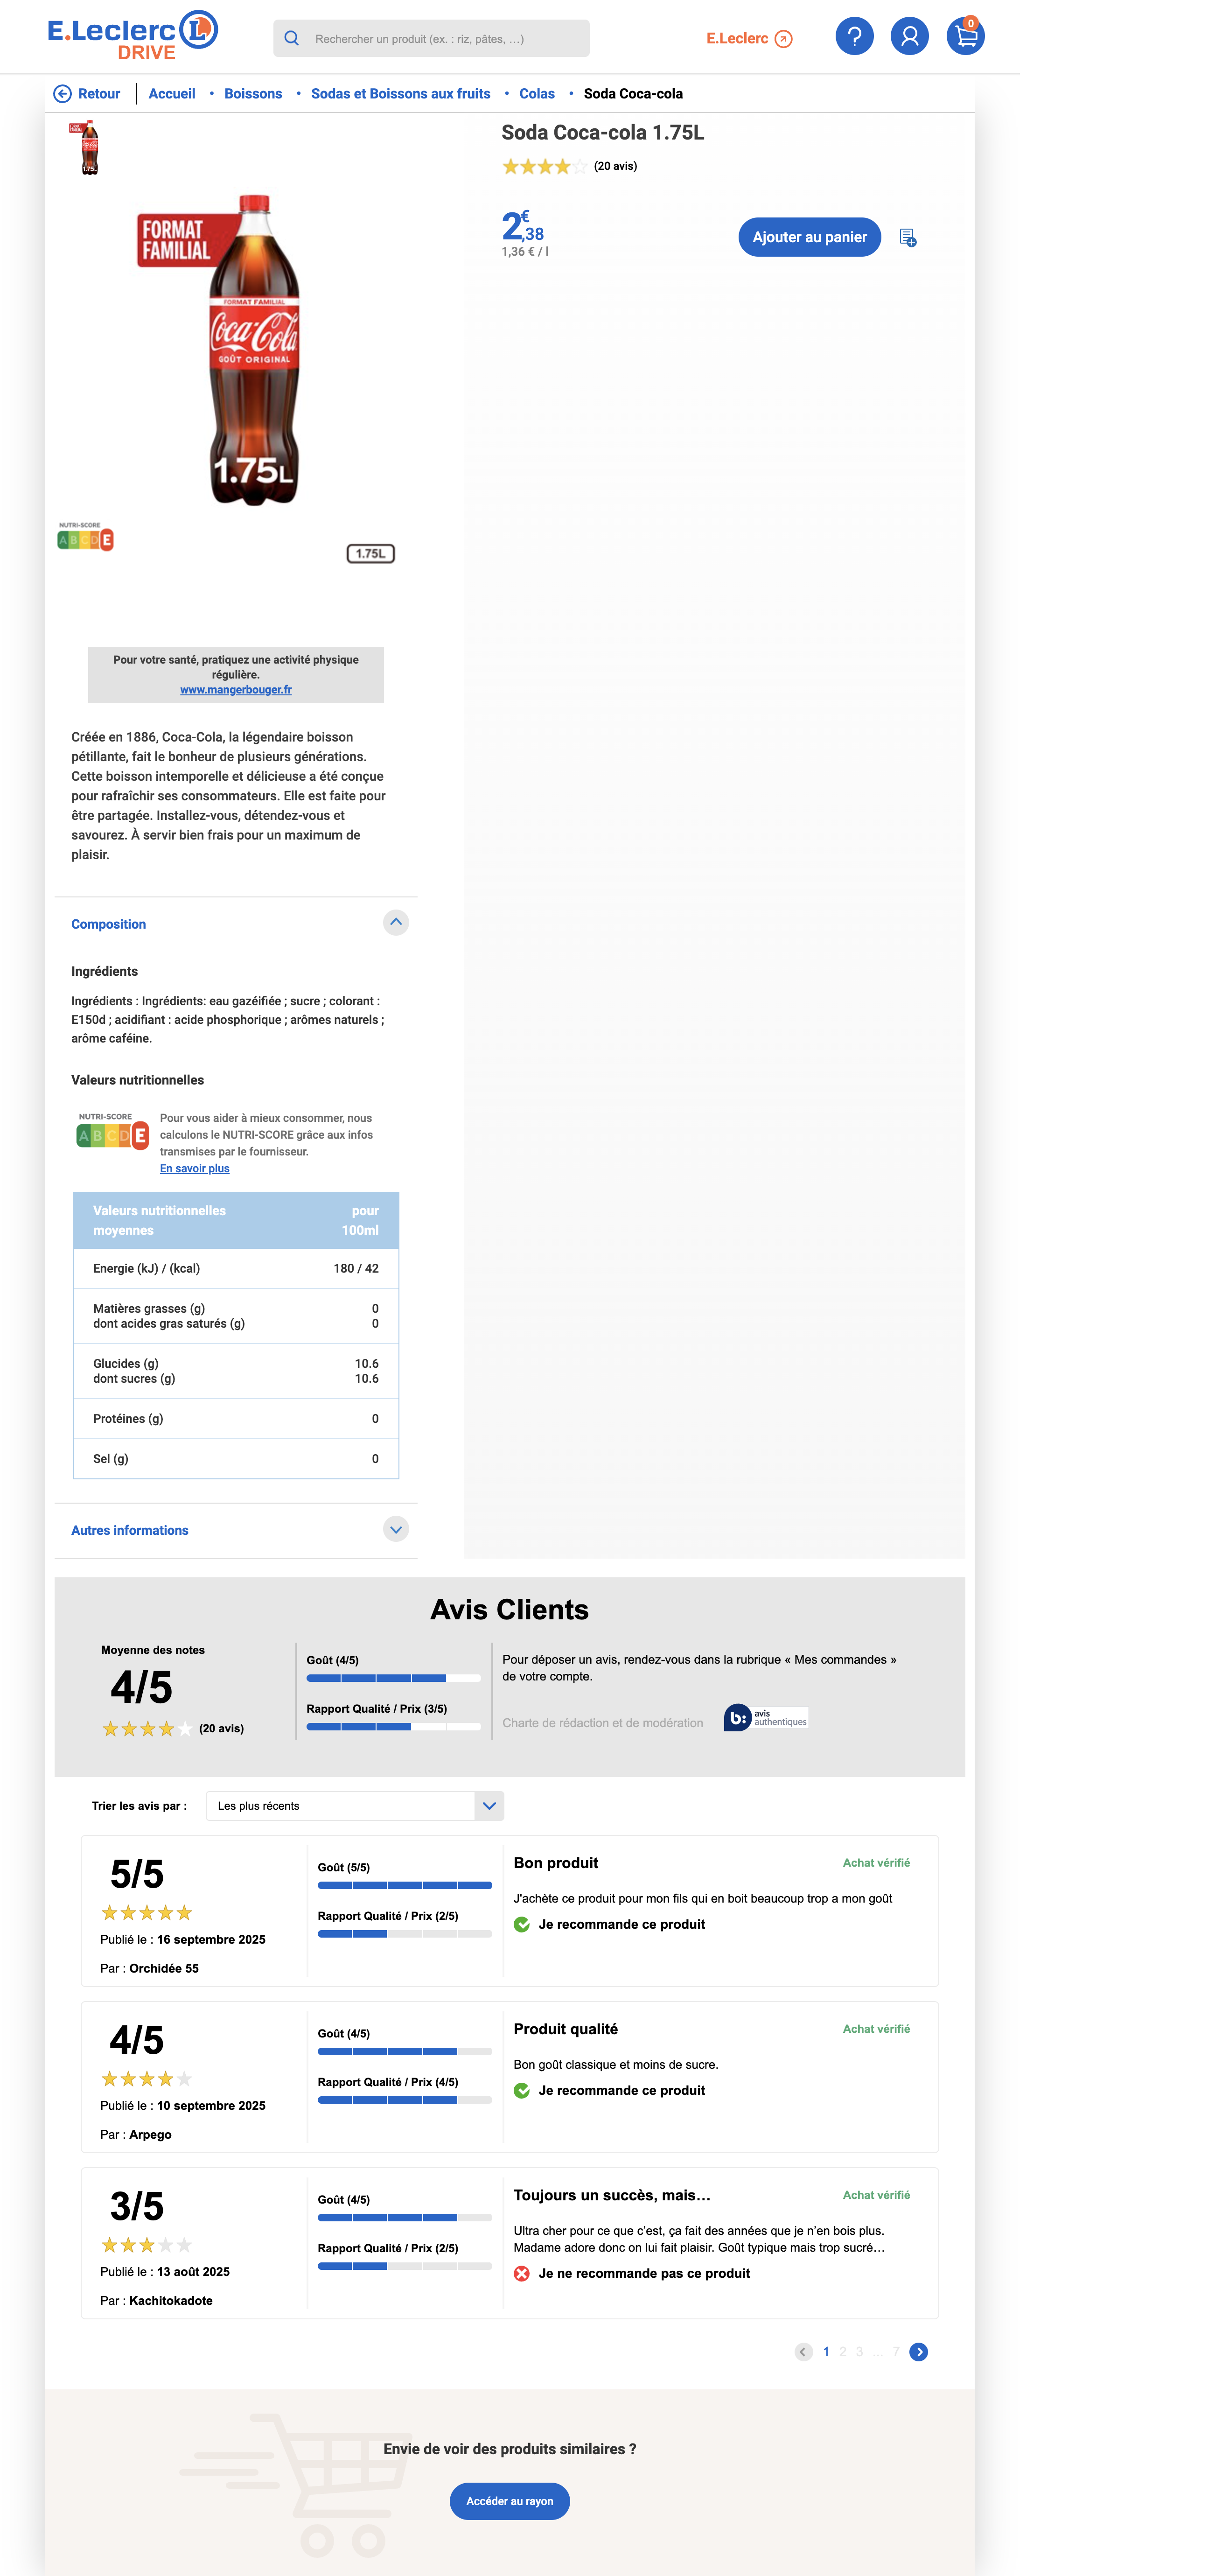 E.Leclerc L
DRIVE
Rechercher un produit (ex. : riz, pâtes, …)
E.Leclerc
?
0
Retour
Accueil • Boissons • Sodas et Boissons aux fruits • Colas • Soda Coca-cola
Soda Coca-cola 1.75L
(20 avis)
2€,38
1,36 € / l
Ajouter au panier
FORMAT
FAMILIAL
FORMAT FAMILIAL
Coca-Cola
GOÛT ORIGINAL
1.75L
NUTRI-SCORE
A B C D E
1.75L
Pour votre santé, pratiquez une activité physique
régulière.
www.mangerbouger.fr
Créée en 1886, Coca-Cola, la légendaire boisson
pétillante, fait le bonheur de plusieurs générations.
Cette boisson intemporelle et délicieuse a été conçue
pour rafraîchir ses consommateurs. Elle est faite pour
être partagée. Installez-vous, détendez-vous et
savourez. À servir bien frais pour un maximum de
plaisir.
Composition
Ingrédients
Ingrédients : Ingrédients: eau gazéifiée ; sucre ; colorant :
E150d ; acidifiant : acide phosphorique ; arômes naturels ;
arôme caféine.
Valeurs nutritionnelles
NUTRI-SCORE
A B C D E
Pour vous aider à mieux consommer, nous
calculons le NUTRI-SCORE grâce aux infos
transmises par le fournisseur.
En savoir plus
Valeurs nutritionnelles pour
moyennes 100ml
Energie (kJ) / (kcal) 180 / 42
Matières grasses (g) 0
dont acides gras saturés (g) 0
Glucides (g) 10.6
dont sucres (g) 10.6
Protéines (g) 0
Sel (g) 0
Autres informations
Avis Clients
Moyenne des notes
4/5
(20 avis)
Goût (4/5)
Rapport Qualité / Prix (3/5)
Pour déposer un avis, rendez-vous dans la rubrique « Mes commandes »
de votre compte.
Charte de rédaction et de modération
b: avis
authentiques
Trier les avis par : Les plus récents
5/5
Publié le : 16 septembre 2025
Par : Orchidée 55
Goût (5/5)
Rapport Qualité / Prix (2/5)
Bon produit
Achat vérifié
J'achète ce produit pour mon fils qui en boit beaucoup trop a mon goût
Je recommande ce produit
4/5
Publié le : 10 septembre 2025
Par : Arpego
Goût (4/5)
Rapport Qualité / Prix (4/5)
Produit qualité
Achat vérifié
Bon goût classique et moins de sucre.
Je recommande ce produit
3/5
Publié le : 13 août 2025
Par : Kachitokadote
Goût (4/5)
Rapport Qualité / Prix (2/5)
Toujours un succès, mais…
Achat vérifié
Ultra cher pour ce que c’est, ça fait des années que je n’en bois plus.
Madame adore donc on lui fait plaisir. Goût typique mais trop sucré…
Je ne recommande pas ce produit
1 2 3 ... 7
Envie de voir des produits similaires ?
Accéder au rayon